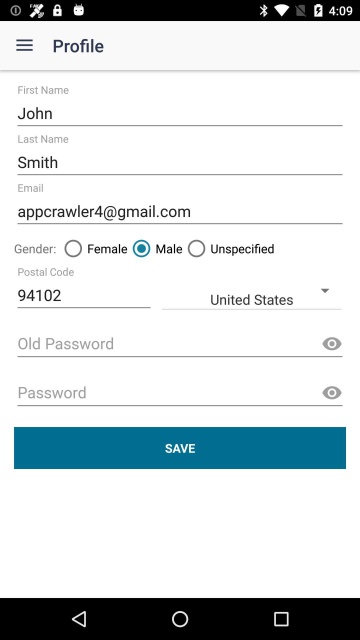 4:09
Profile
First Name
John
Last Name
Smith
Email
appcrawler4@gmail.com
Gender: Female Male Unspecified
Postal Code
94102 United States
Old Password
Password
SAVE